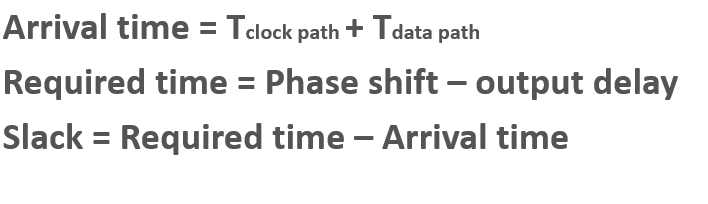 Arrival time = Tclock path + Tdata path
Required time = Phase shift – output delay
Slack = Required time – Arrival time